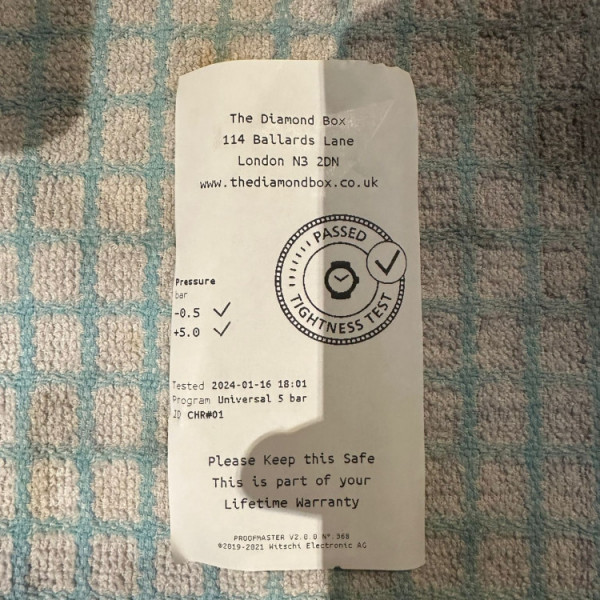 The Diamond Box
114 Ballards Lane
London N3 2DN
www.thediamondbox.co.uk
PASSED
TIGHTNESS TEST
Pressure
bar
-0.5 ✓
+5.0 ✓
Tested 2024-01-16 18:01
Program Universal 5 bar
ID CHR#01
Please Keep this Safe
This is part of your
Lifetime Warranty
PROOFMASTER V2.0.0 N°.368
©2019-2021 Witschi Electronic AG